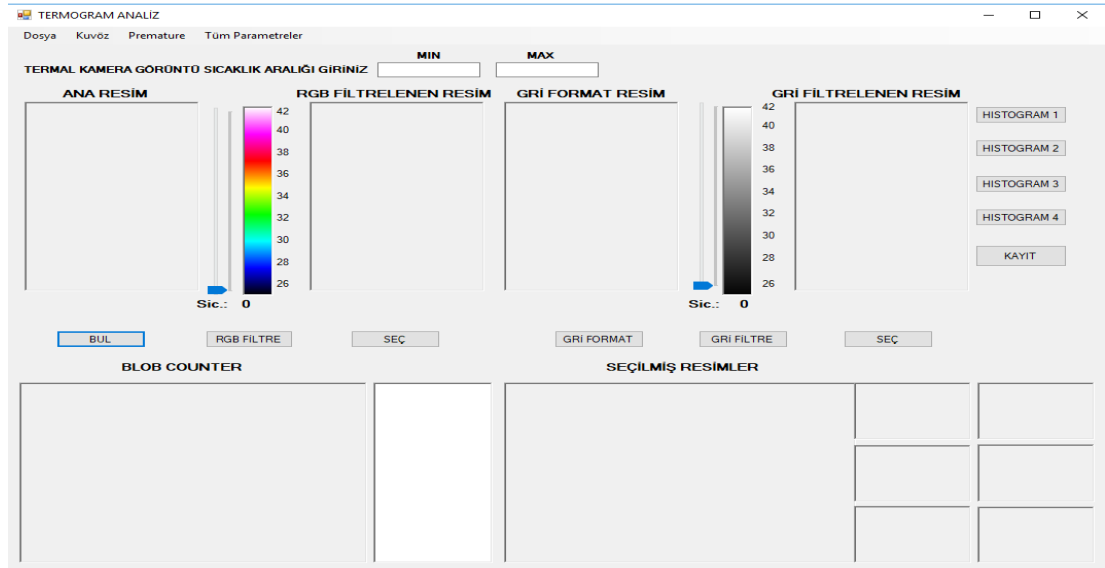 TERMOGRAM ANALİZ
Dosya Kuvöz Premature Tüm Parametreler
MIN MAX
TERMAL KAMERA GÖRÜNTÜ SICAKLIK ARALIĞI GİRİNİZ
ANA RESİM RGB FİLTRELENEN RESİM GRİ FORMAT RESİM GRİ FİLTRELENEN RESİM
42
40
38
36
34
32
30
28
26
Sic.: 0
42
40
38
36
34
32
30
28
26
Sic.: 0
HISTOGRAM 1
HISTOGRAM 2
HISTOGRAM 3
HISTOGRAM 4
KAYIT
BUL RGB FİLTRE SEÇ GRİ FORMAT GRİ FİLTRE SEÇ
BLOB COUNTER SEÇİLMİŞ RESİMLER